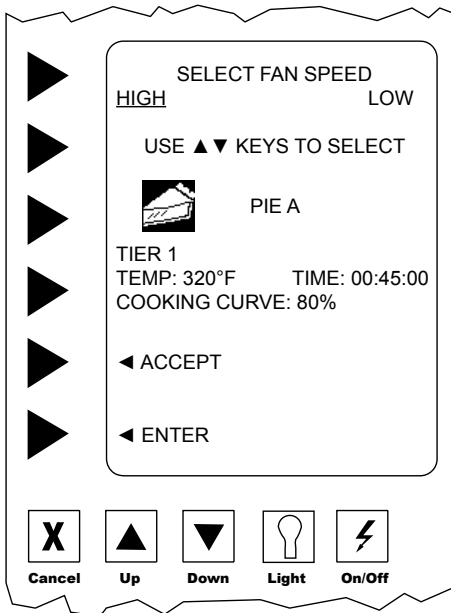 SELECT FAN SPEED
HIGH LOW
USE ▲▼ KEYS TO SELECT
PIE A
TIER 1
TEMP: 320°F TIME: 00:45:00
COOKING CURVE: 80%
◄ ACCEPT
◄ ENTER
X
Cancel Up Down Light On/Off